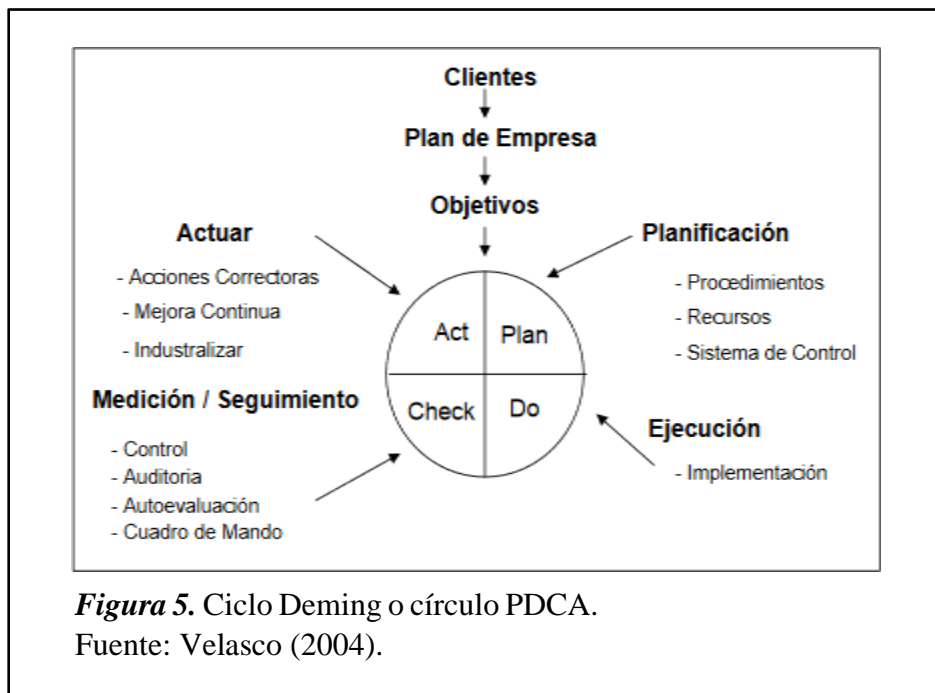 Clientes
Plan de Empresa
Objetivos
Actuar
- Acciones Correctoras
- Mejora Continua
- Industralizar
Planificación
- Procedimientos
- Recursos
- Sistema de Control
Act
Plan
Check
Do
Medición / Seguimiento
- Control
- Auditoria
- Autoevaluación
- Cuadro de Mando
Ejecución
- Implementación
Figura 5. Ciclo Deming o círculo PDCA.
Fuente: Velasco (2004).